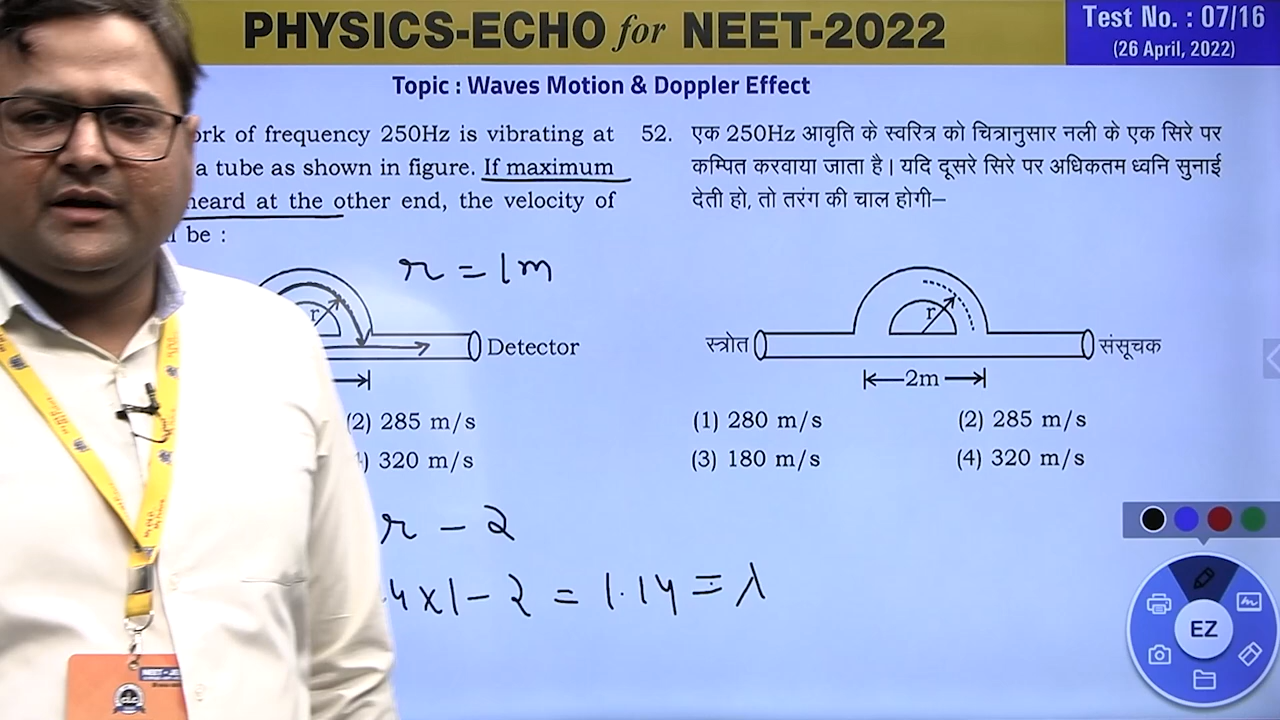 PHYSICS-ECHO for NEET-2022
Test No. : 07/16
(26 April, 2022)
Topic : Waves Motion & Doppler Effect
ork of frequency 250Hz is vibrating at
a tube as shown in figure. If maximum
heard at the other end, the velocity of
be :
r = 1m
r
Detector
(2) 285 m/s
) 320 m/s
r - 2
4 x 1 - 2 = 1.14 = λ
52. एक 250Hz आवृति के स्वरित्र को चित्रानुसार नली के एक सिरे पर
कम्पित करवाया जाता है। यदि दूसरे सिरे पर अधिकतम ध्वनि सुनाई
देती हो, तो तरंग की चाल होगी–
r
स्त्रोत
संसूचक
2m
(1) 280 m/s (2) 285 m/s
(3) 180 m/s (4) 320 m/s
EZ